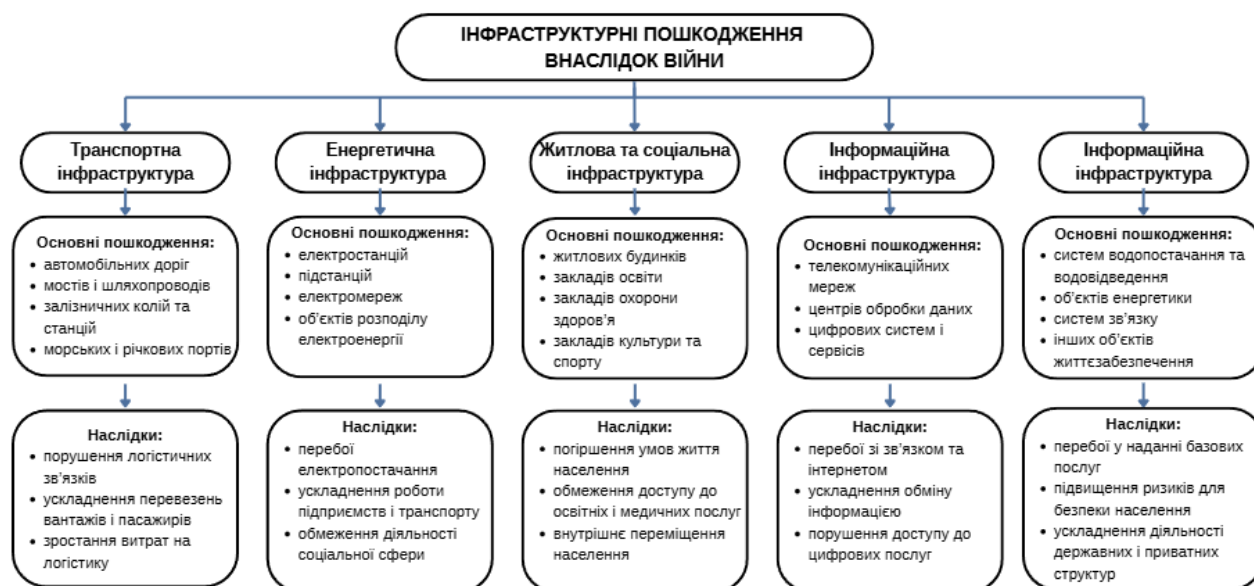 ІНФРАСТРУКТУРНІ ПОШКОДЖЕННЯ
ВНАСЛІДОК ВІЙНИ
Транспортна
інфраструктура
Енергетична
інфраструктура
Житлова та соціальна
інфраструктура
Інформаційна
інфраструктура
Інформаційна
інфраструктура
Основні пошкодження:
• автомобільних доріг
• мостів і шляхопроводів
• залізничних колій та
станцій
• морських і річкових портів
Основні пошкодження:
• електростанцій
• підстанцій
• електромереж
• об'єктів розподілу
електроенергії
Основні пошкодження:
• житлових будинків
• закладів освіти
• закладів охорони
здоров'я
• закладів культури та
спорту
Основні пошкодження:
• телекомунікаційних
мереж
• центрів обробки даних
• цифрових систем і
сервісів
Основні пошкодження:
• систем водопостачання та
водовідведення
• об'єктів енергетики
• систем зв'язку
• інших об'єктів
життєзабезпечення
Наслідки:
• порушення логістичних
зв'язків
• ускладнення перевезень
вантажів і пасажирів
• зростання витрат на
логістику
Наслідки:
• перебої
електропостачання
• ускладнення роботи
підприємств і транспорту
• обмеження діяльності
соціальної сфери
Наслідки:
• погіршення умов життя
населення
• обмеження доступу до
освітніх і медичних послуг
• внутрішнє переміщення
населення
Наслідки:
• перебої зі зв'язком та
інтернетом
• ускладнення обміну
інформацією
• порушення доступу до
цифрових послуг
Наслідки:
• перебої у наданні базових
послуг
• підвищення ризиків для
безпеки населення
• ускладнення діяльності
державних і приватних
структур